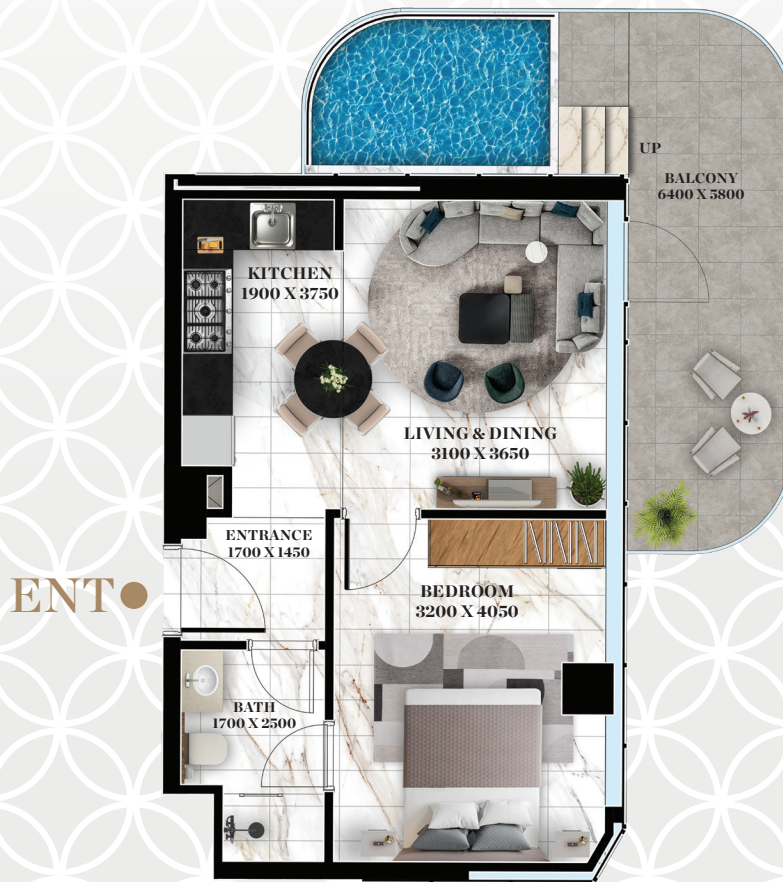 UP
BALCONY
6400 X 5800
KITCHEN
1900 X 3750
LIVING & DINING
3100 X 3650
ENTRANCE
1700 X 1450
ENT
BEDROOM
3200 X 4050
BATH
1700 X 2500